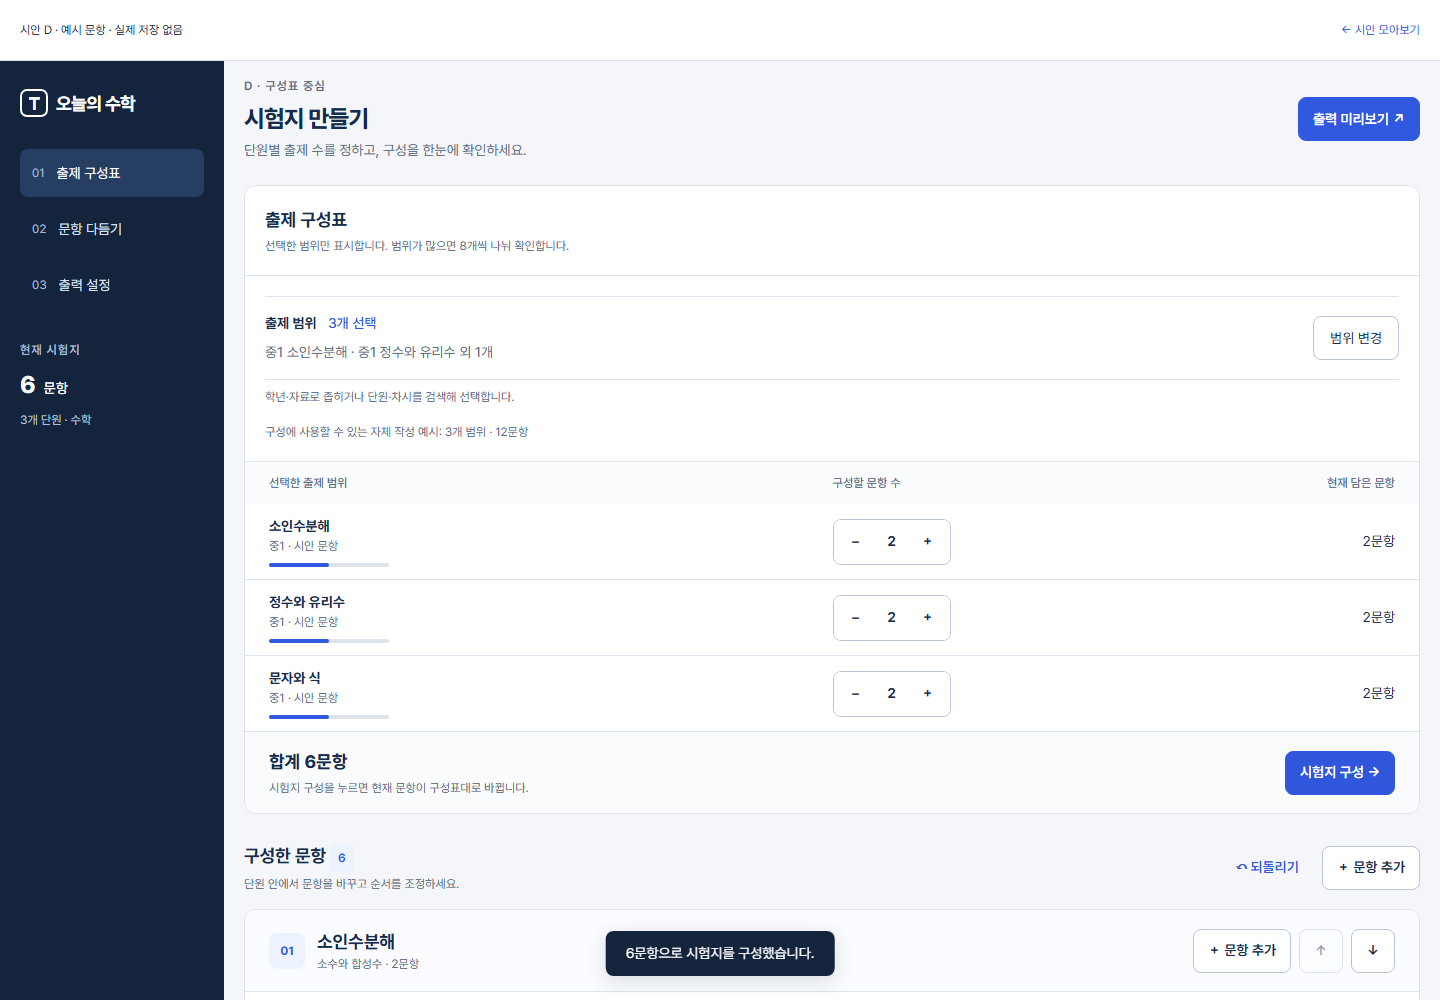 시안 D · 예시 문항 · 실제 저장 없음
← 시안 모아보기
T 오늘의 수학
01 출제 구성표
02 문항 다듬기
03 출력 설정
현재 시험지
6 문항
3개 단원 · 수학
D · 구성표 중심
시험지 만들기
단원별 출제 수를 정하고, 구성을 한눈에 확인하세요.
출력 미리보기 ↗
출제 구성표
선택한 범위만 표시합니다. 범위가 많으면 8개씩 나눠 확인합니다.
출제 범위 3개 선택
중1 소인수분해 · 중1 정수와 유리수 외 1개
범위 변경
학년·자료로 좁히거나 단원·차시를 검색해 선택합니다.
구성에 사용할 수 있는 자체 작성 예시: 3개 범위 · 12문항
선택한 출제 범위 구성할 문항 수 현재 담은 문항
소인수분해
중1 · 시안 문항
− 2 + 2문항
정수와 유리수
중1 · 시안 문항
− 2 + 2문항
문자와 식
중1 · 시안 문항
− 2 + 2문항
합계 6문항
시험지 구성을 누르면 현재 문항이 구성표대로 바뀝니다.
시험지 구성 →
구성한 문항 6
단원 안에서 문항을 바꾸고 순서를 조정하세요.
↶ 되돌리기
+ 문항 추가
01 소인수분해
소수와 합성수 · 2문항
6문항으로 시험지를 구성했습니다.
+ 문항 추가 ↑ ↓